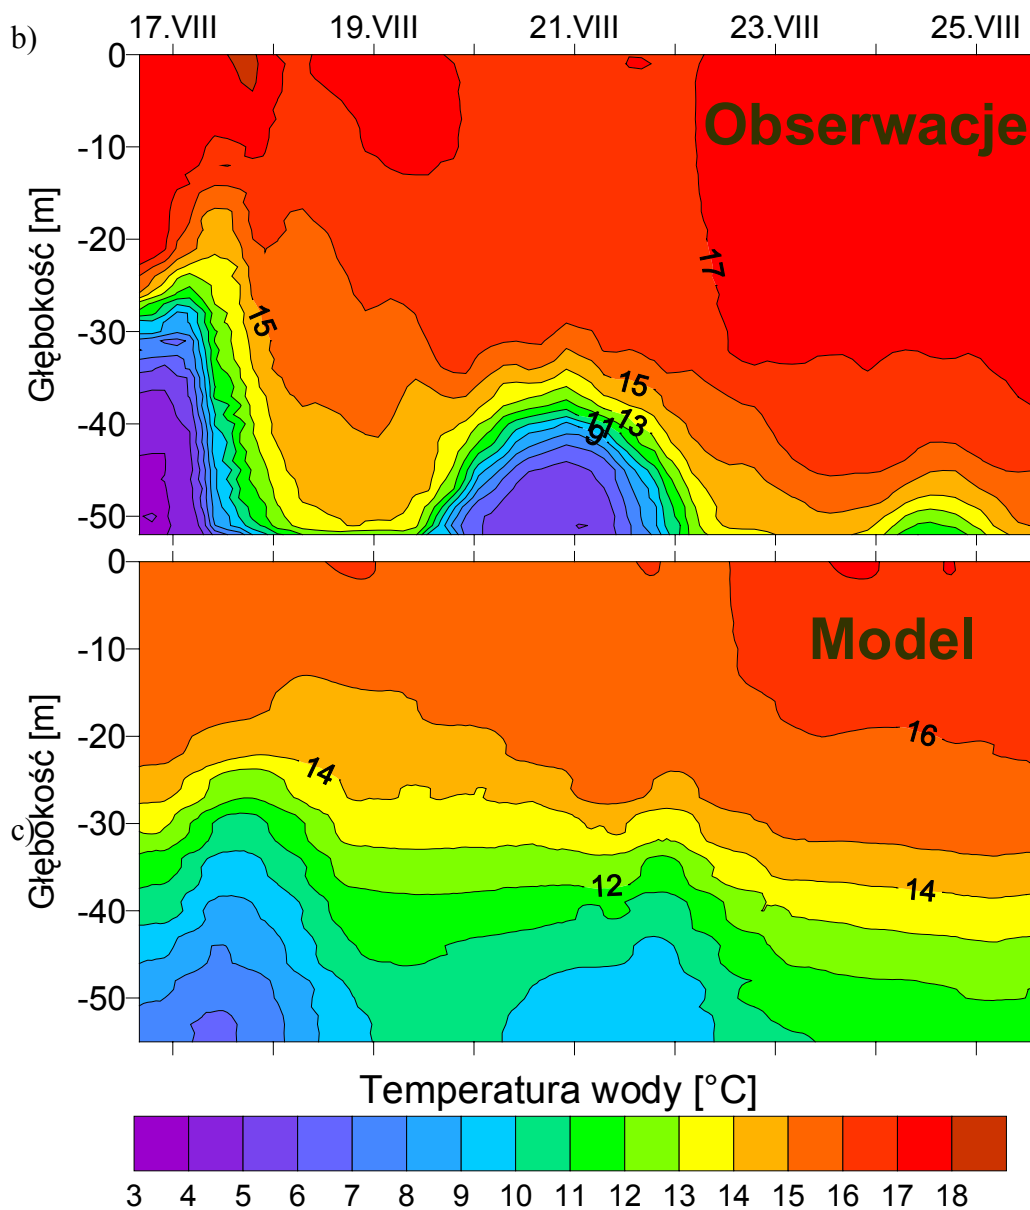 b)
17.VIII 19.VIII 21.VIII 23.VIII 25.VIII
0
Obserwacje
-10
Głębokość [m]
-20
17
-30
15
15
-40
13
11
9
-50
0
Model
-10
Głębokość [m]
-20
16
14
-30
c)
12
14
-40
-50
Temperatura wody [°C]
3 4 5 6 7 8 9 10 11 12 13 14 15 16 17 18